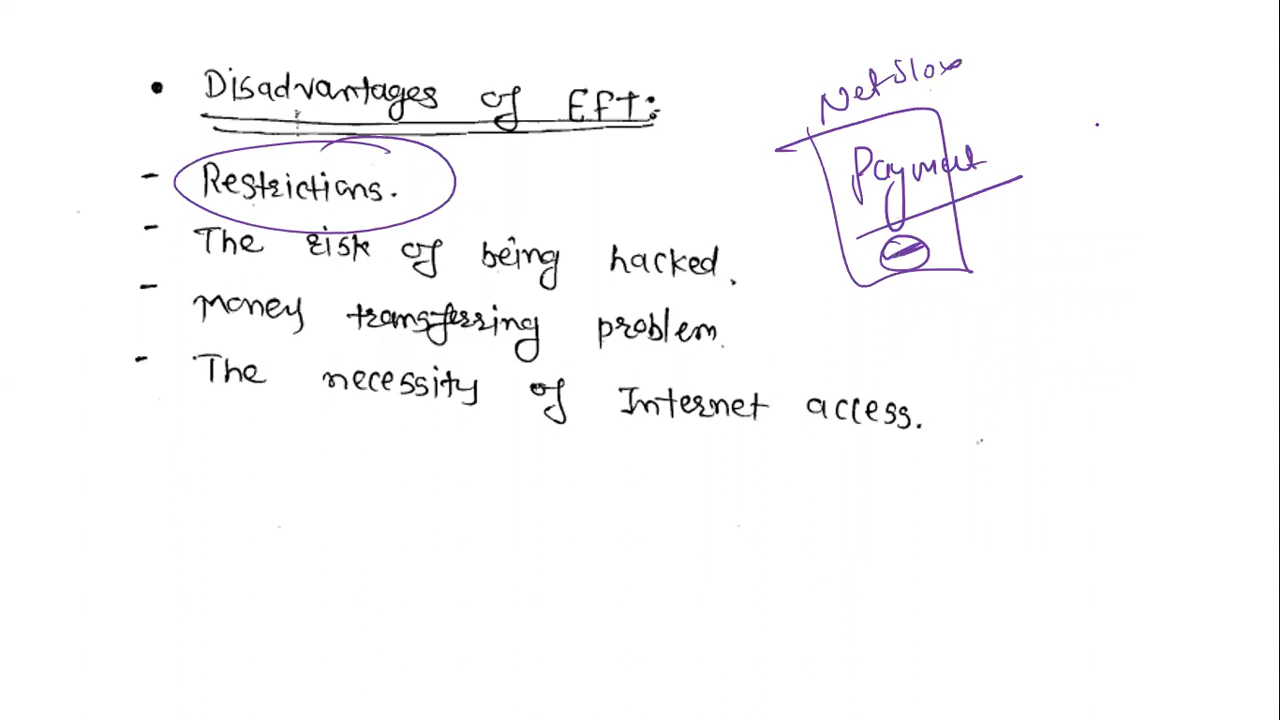 • Disadvantages of EFT:
- Restrictions.
- The risk of being hacked.
- Money transferring problem.
- The necessity of Internet access.
Net slow
Payment